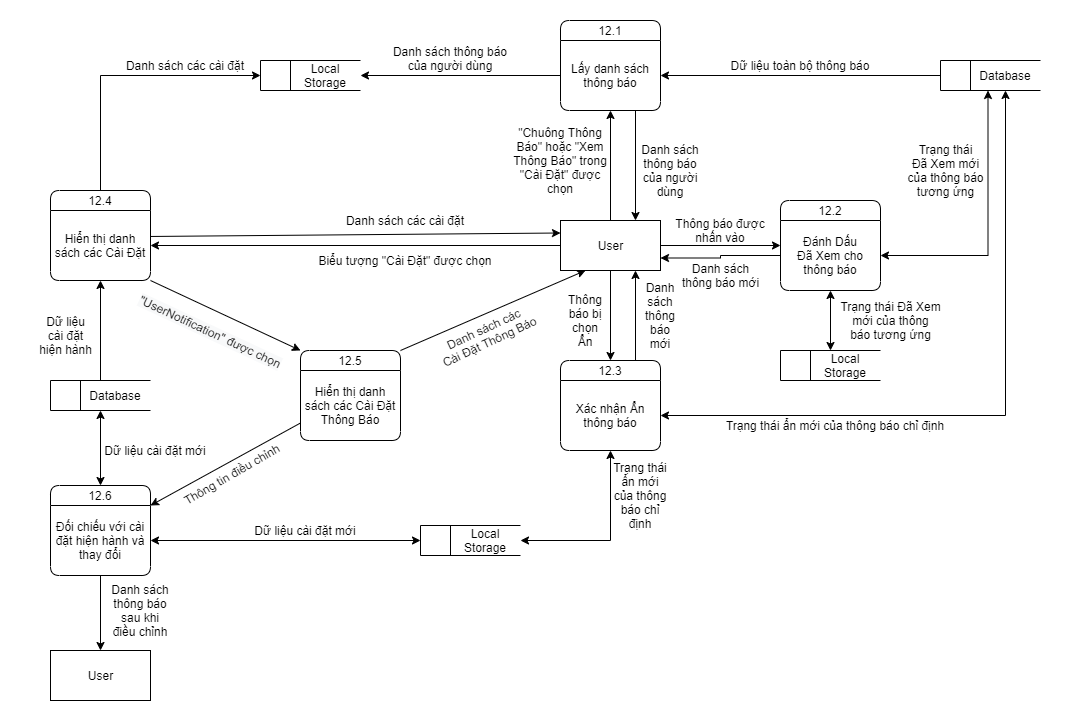 12.1
Lấy danh sách
thông báo
Danh sách các cài đặt
Local
Storage
Danh sách thông báo
của người dùng
Dữ liệu toàn bộ thông báo
Database
"Chuông Thông
Báo" hoặc "Xem
Thông Báo" trong
"Cài Đặt" được
chọn
Danh sách
thông báo
của người
dùng
Trạng thái
Đã Xem mới
của thông báo
tương ứng
12.4
Hiển thị danh
sách các Cài Đặt
Danh sách các cài đặt
Biểu tượng "Cài Đặt" được chọn
User
Thông báo được
nhấn vào
Danh sách
thông báo mới
12.2
Đánh Dấu
Đã Xem cho
thông báo
"UserNotification" được chọn
Danh sách các
Cài Đặt Thông Báo
Thông
báo bị
chọn
Ẩn
Danh
sách
thông
báo
mới
Trạng thái Đã Xem
mới của thông
báo tương ứng
Local
Storage
Dữ liệu
cài đặt
hiện hành
12.5
Hiển thị danh
sách các Cài Đặt
Thông Báo
12.3
Xác nhận Ẩn
thông báo
Database
Trạng thái ẩn mới của thông báo chỉ định
Dữ liệu cài đặt mới
Thông tin điều chỉnh
Trạng thái
ẩn mới
của thông
báo chỉ
định
12.6
Đối chiếu với cài
đặt hiện hành và
thay đổi
Dữ liệu cài đặt mới
Local
Storage
Danh sách
thông báo
sau khi
điều chỉnh
User